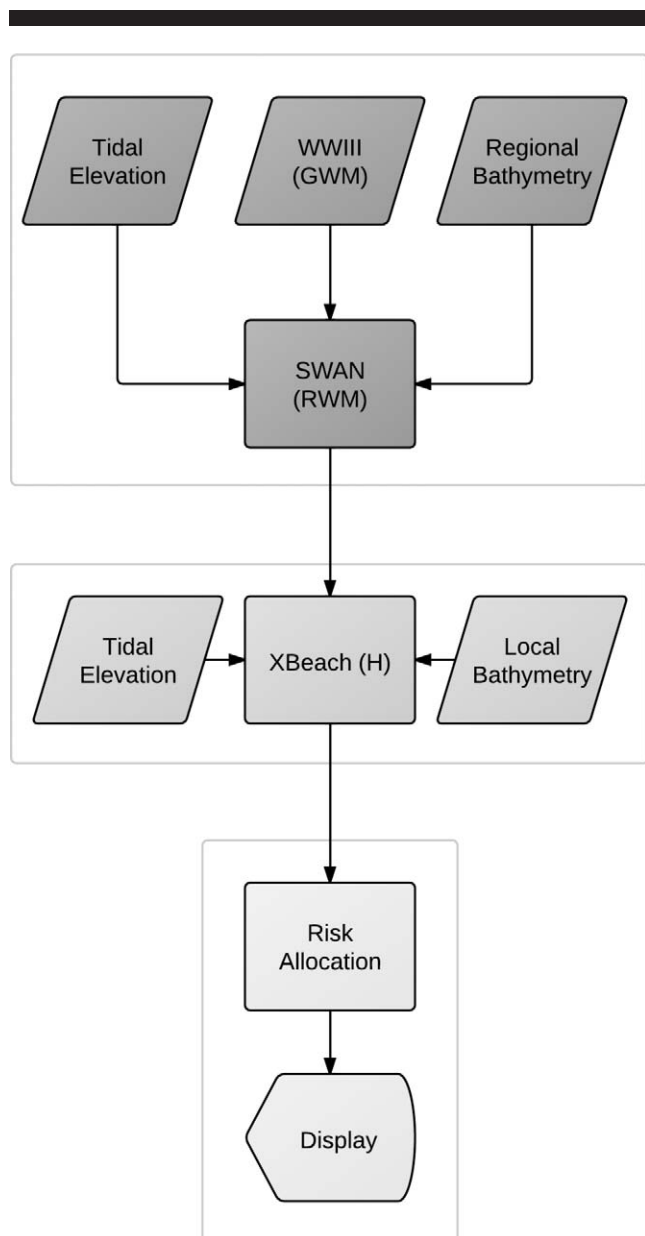 Tidal
Elevation
WWIII
(GWM)
Regional
Bathymetry
SWAN
(RWM)
Tidal
Elevation
XBeach (H)
Local
Bathymetry
Risk
Allocation
Display